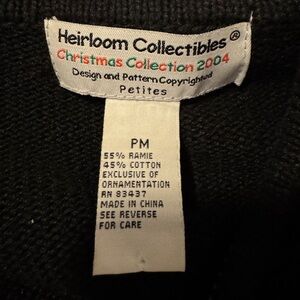 Heirloom Collectibles®
Christmas Collection 2004
Design and Pattern Copyrighted
Petites
PM
55% RAMIE
45% COTTON
EXCLUSIVE OF
ORNAMENTATION
RN 83437
MADE IN CHINA
SEE REVERSE
FOR CARE